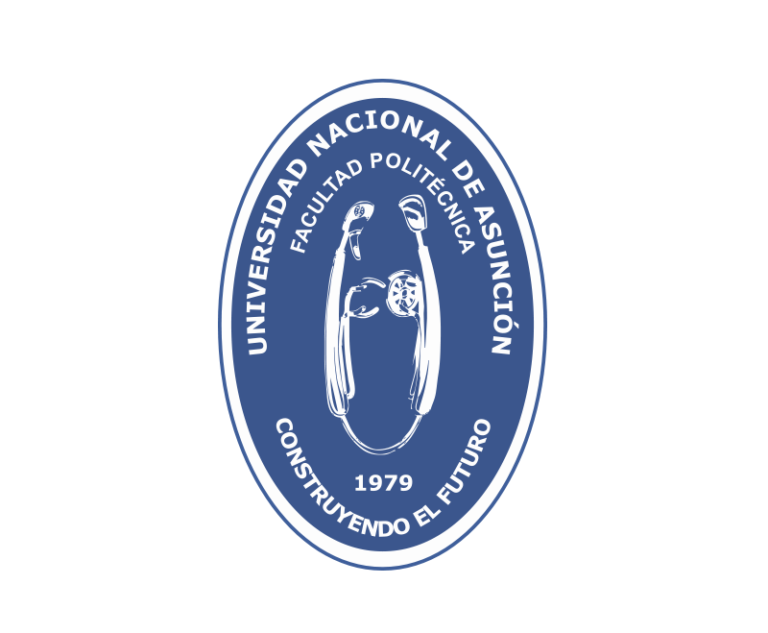 UNIVERSIDAD NACIONAL DE ASUNCIÓN
FACULTAD POLITÉCNICA
1979
CONSTRUYENDO EL FUTURO